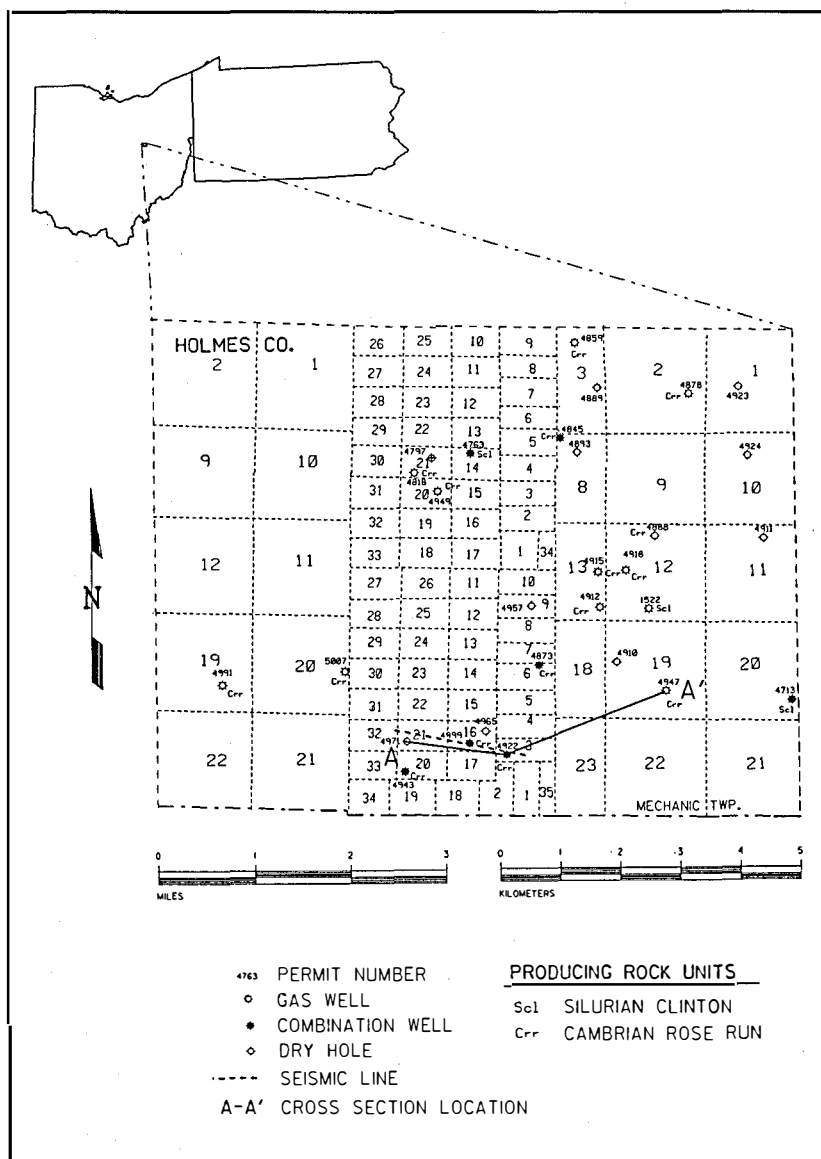 HOLMES CO.
2 1 26 25 10 9 4859 Crr
27 24 11 8 3 2 1
28 23 12 7 4889 Crr 4878 4923
29 22 13 6
4797 4763 Scl Crr 4845
9 10 30 21 14 5 4893 4924
4818 Crr Crr 4
31 20 15 3 8 9 10
4949
32 19 16 2
Crr 4888 4911
12 11 33 18 17 1 34
27 26 11 10 13 4915 Crr 4918 Crr 12 11
4957 9 4912 Crr 1522 Scl
28 25 12 8
29 24 13 7 4873
19 20 5007 Crr 30 23 14 6 Crr 18 4910 19 20
4991 Crr
31 22 15 5 4947 Crr A' 4713 Scl
4965 4
32 4971 21 4899 16 Crr 4922 3
A Crr
22 21 33 20 17 23 22 21
4943 Crr
34 19 18 2 1 35
MECHANIC TWP.
N
0 1 2 3
MILES
0 1 2 3 4 5
KILOMETERS
4763 PERMIT NUMBER
GAS WELL
COMBINATION WELL
DRY HOLE
SEISMIC LINE
A-A' CROSS SECTION LOCATION
PRODUCING ROCK UNITS
Scl SILURIAN CLINTON
Crr CAMBRIAN ROSE RUN